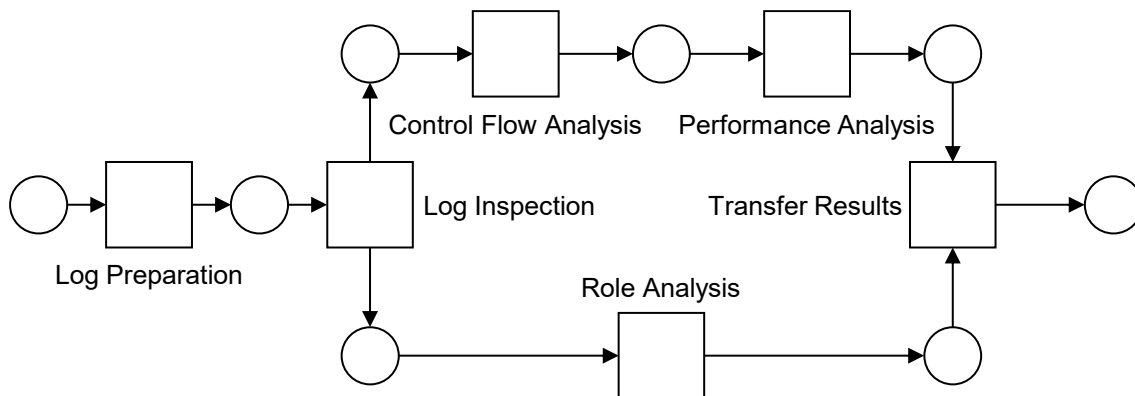 Control Flow Analysis
Performance Analysis
Log Inspection
Transfer Results
Log Preparation
Role Analysis